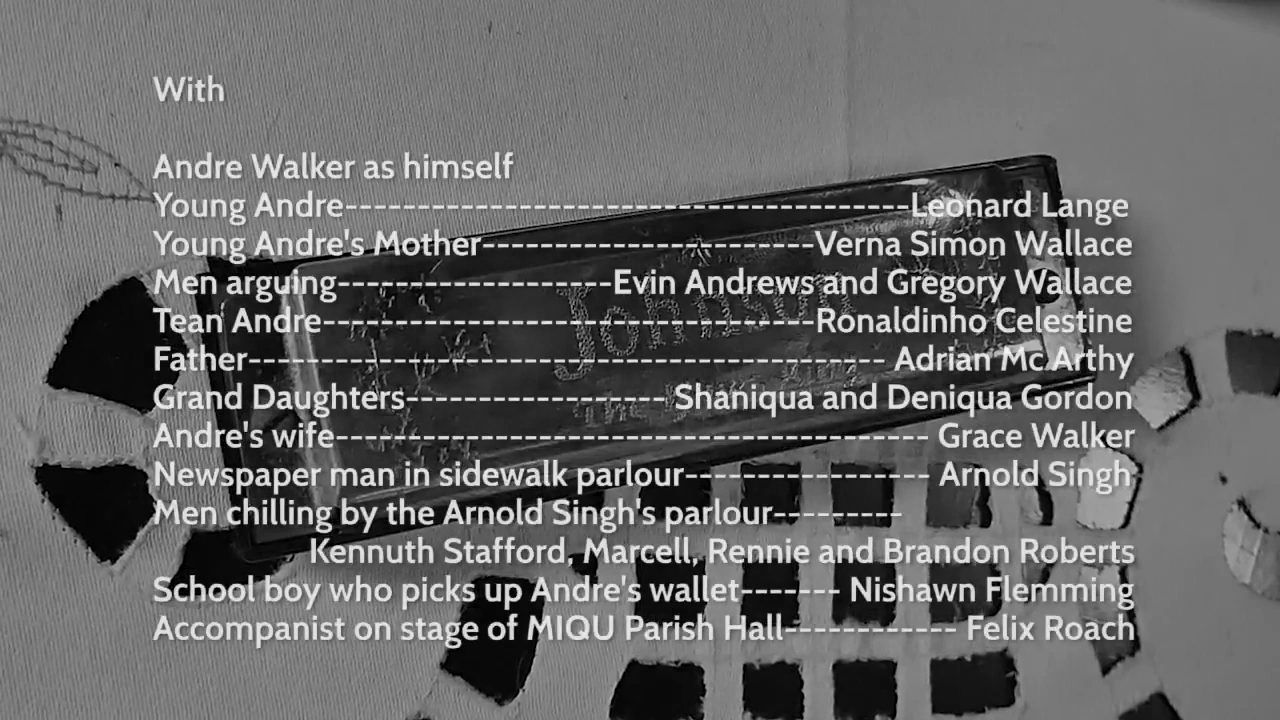 With
Andre Walker as himself
Young Andre---------------------------------------Leonard Lange
Young Andre's Mother-----------------------Verna Simon Wallace
Men arguing-------------------Evin Andrews and Gregory Wallace
Tean Andre----------------------------------Ronaldinho Celestine
Father-------------------------------------------- Adrian Mc Arthy
Grand Daughters------------------ Shaniqua and Deniqua Gordon
Andre's wife----------------------------------------- Grace Walker
Newspaper man in sidewalk parlour----------------- Arnold Singh
Men chilling by the Arnold Singh's parlour---------
Kennuth Stafford, Marcell, Rennie and Brandon Roberts
School boy who picks up Andre's wallet------- Nishawn Flemming
Accompanist on stage of MIQU Parish Hall------------ Felix Roach
Johnson